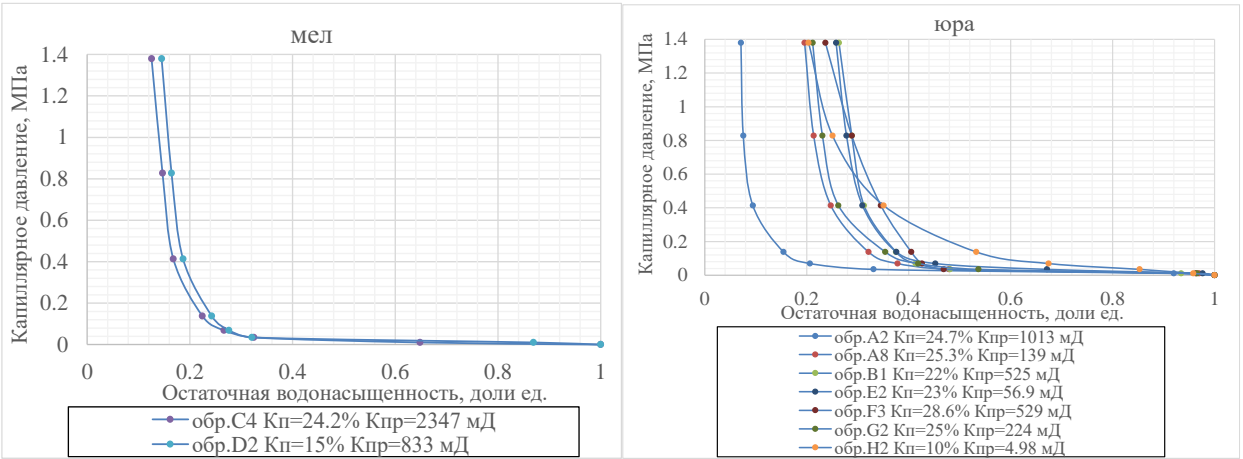 мел
Капиллярное давление, МПа
1.4
1.2
1
0.8
0.6
0.4
0.2
0
0 0.2 0.4 0.6 0.8 1
Остаточная водонасыщенность, доли ед.
обр.C4 Кп=24.2% Кпр=2347 мД
обр.D2 Кп=15% Кпр=833 мД
юра
Капиллярное давление, МПа
1.4
1.2
1
0.8
0.6
0.4
0.2
0
0 0.2 0.4 0.6 0.8 1
Остаточная водонасыщенность, доли ед.
обр.A2 Кп=24.7% Кпр=1013 мД
обр.A8 Кп=25.3% Кпр=139 мД
обр.B1 Кп=22% Кпр=525 мД
обр.E2 Кп=23% Кпр=56.9 мД
обр.F3 Кп=28.6% Кпр=529 мД
обр.G2 Кп=25% Кпр=224 мД
обр.H2 Кп=10% Кпр=4.98 мД